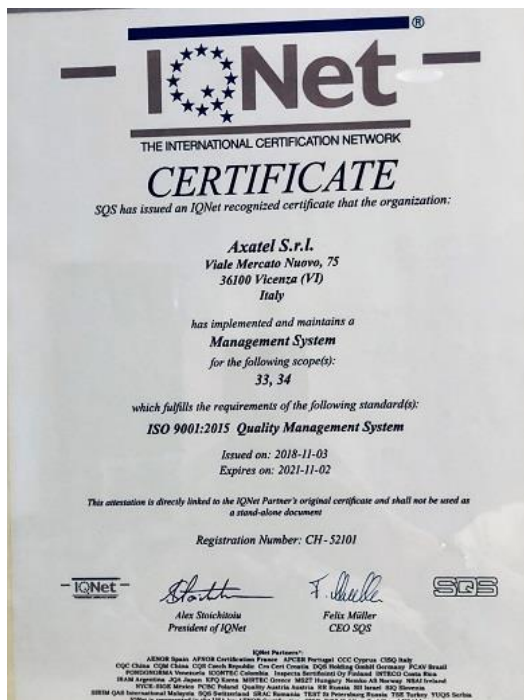 IQNet ®
THE INTERNATIONAL CERTIFICATION NETWORK
CERTIFICATE
SQS has issued an IQNet recognized certificate that the organization:
Axatel S.r.l.
Viale Mercato Nuovo, 75
36100 Vicenza (VI)
Italy
has implemented and maintains a
Management System
for the following scope(s):
33, 34
which fulfills the requirements of the following standard(s):
ISO 9001:2015 Quality Management System
Issued on: 2018-11-03
Expires on: 2021-11-02
This attestation is directly linked to the IQNet Partner's original certificate and shall not be used as
a stand-alone document
Registration Number: CH-52101
IQNet
SQS
Alex Stoichitoiu
President of IQNet
Felix Müller
CEO SQS
IQNet Partners*:
AENOR Spain AFNOR Certification France APCER Portugal CCC Cyprus CISQ Italy
CQC China CQM China CQS Czech Republic Cro Cert Croatia DQS Holding GmbH Germany FCAV Brazil
FONDONORMA Venezuela ICONTEC Colombia Inspecta Sertifiointi Oy Finland INTECO Costa Rica
IRAM Argentina JQA Japan KFQ Korea MIRTEC Greece MSZT Hungary Nemko AS Norway NSAI Ireland
NYCE-SIGE México PCBC Poland Quality Austria Austria RR Russia SII Israel SIQ Slovenia
SIRIM QAS International Malaysia SQS Switzerland SRAC Romania TEST St Petersburg Russia TSE Turkey YUQS Serbia